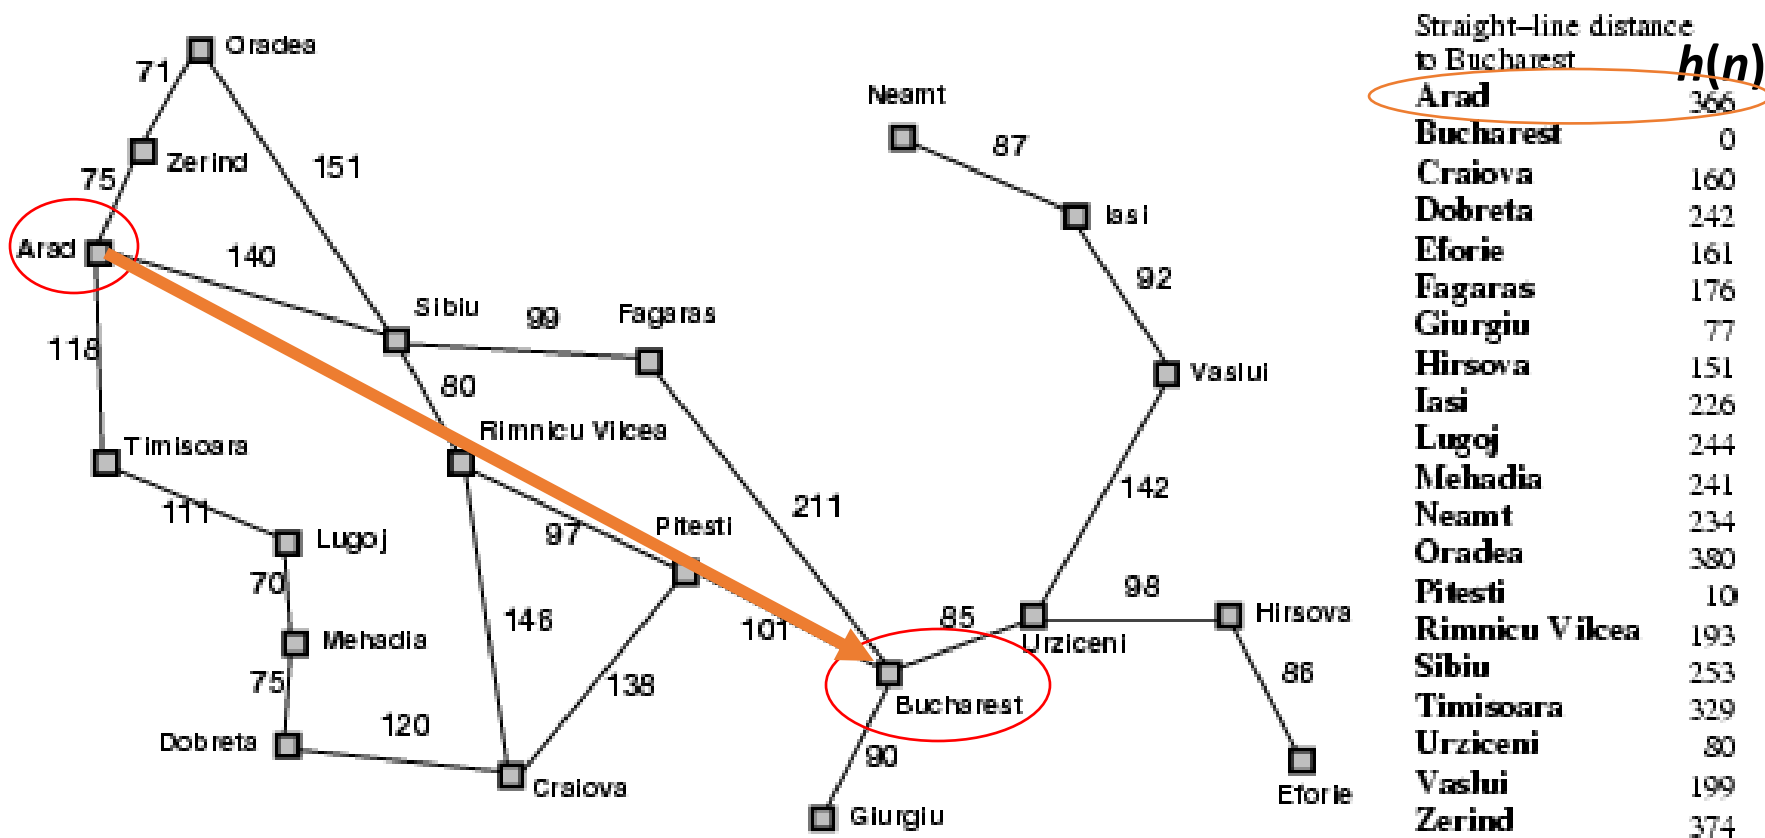 Oradea
71
Neamt
87
Zerind
151
75
Iasi
Arad
140
92
Sibiu
99
Fagaras
118
80
Vaslui
Rimnicu Vilcea
Timisoara
142
211
111
97
Pitesti
Lugoj
70
98
146
85
Hirsova
Mehadia
101
Urziceni
86
75
138
Bucharest
120
Dobreta
90
Craiova
Eforie
Giurgiu
Straight-line distance
to Bucharest h(n)
Arad 366
Bucharest 0
Craiova 160
Dobreta 242
Eforie 161
Fagaras 176
Giurgiu 77
Hirsova 151
Iasi 226
Lugoj 244
Mehadia 241
Neamt 234
Oradea 380
Pitesti 10
Rimnicu Vilcea 193
Sibiu 253
Timisoara 329
Urziceni 80
Vaslui 199
Zerind 374